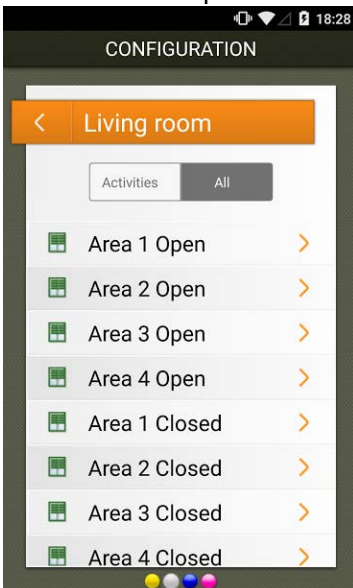 18:28
CONFIGURATION
Living room
Activities All
Area 1 Open
Area 2 Open
Area 3 Open
Area 4 Open
Area 1 Closed
Area 2 Closed
Area 3 Closed
Area 4 Closed